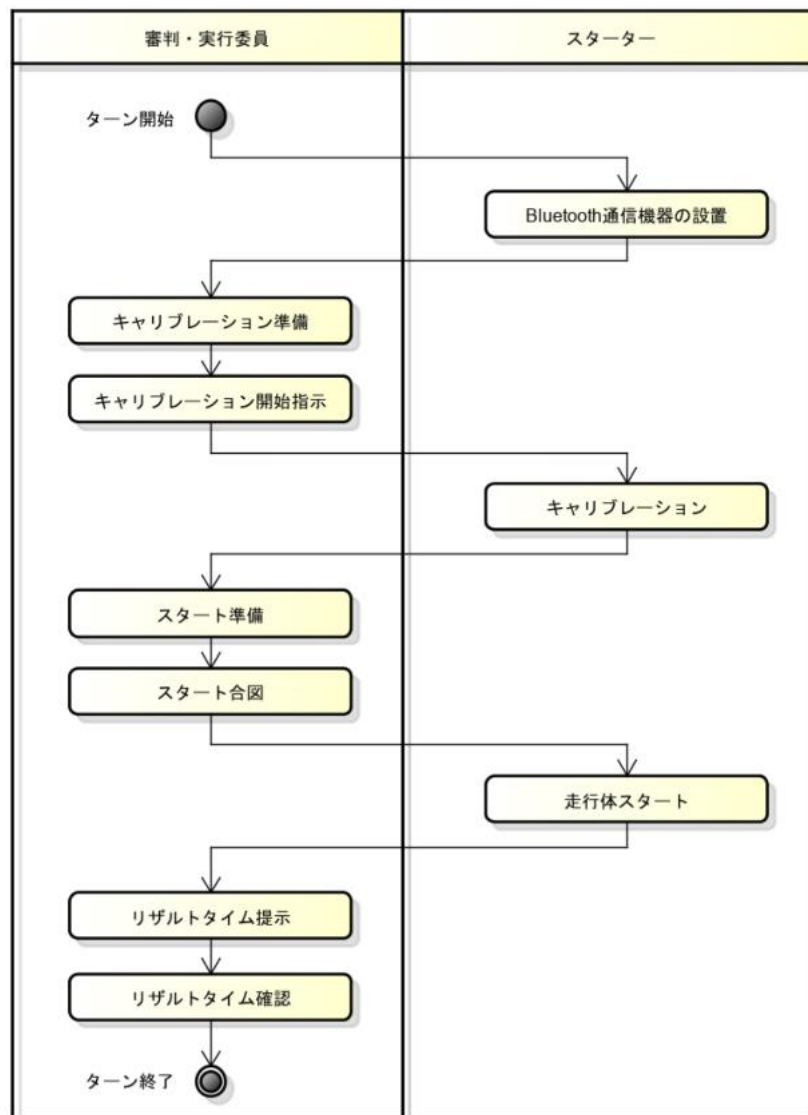 審判・実行委員
スターター
ターン開始
Bluetooth通信機器の設置
キャリブレーション準備
キャリブレーション開始指示
キャリブレーション
スタート準備
スタート合図
走行体スタート
リザルトタイム提示
リザルトタイム確認
ターン終了